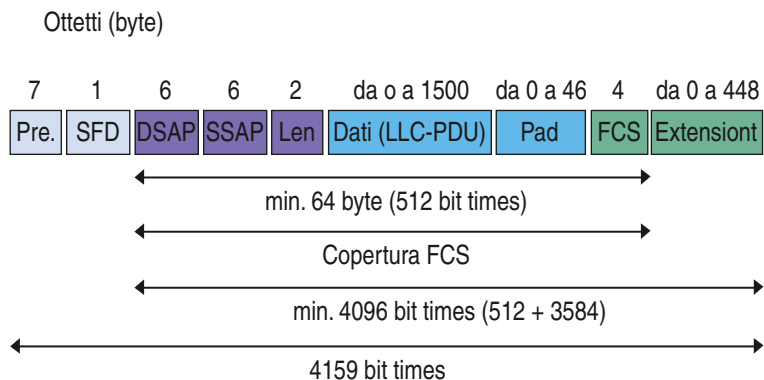 Ottetti (byte)
7 1 6 6 2 da o a 1500 da 0 a 46 4 da 0 a 448
Pre. SFD DSAP SSAP Len Dati (LLC-PDU) Pad FCS Extensiont
min. 64 byte (512 bit times)
Copertura FCS
min. 4096 bit times (512 + 3584)
4159 bit times